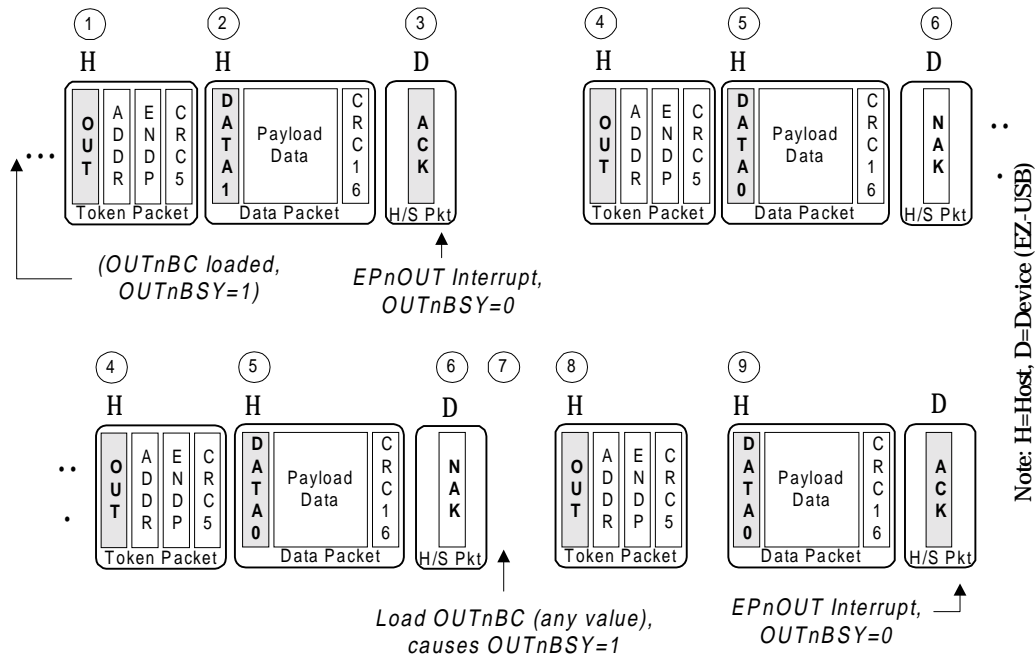 1 2 3 4 5 6
H H D H H D
OUT ADDR ENDP CRC5 DATA1 Payload Data CRC16 ACK OUT ADDR ENDP CRC5 DATA0 Payload Data CRC16 NAK
Token Packet Data Packet H/S Pkt Token Packet Data Packet H/S Pkt
(OUTnBC loaded,
OUTnBSY=1)
EPnOUT Interrupt,
OUTnBSY=0
4 5 6 7 8 9
H H D H H D
OUT ADDR ENDP CRC5 DATA0 Payload Data CRC16 NAK OUT ADDR ENDP CRC5 DATA0 Payload Data CRC16 ACK
Token Packet Data Packet H/S Pkt Token Packet Data Packet H/S Pkt
Load OUTnBC (any value),
causes OUTnBSY=1
EPnOUT Interrupt,
OUTnBSY=0
Note: H=Host, D=Device (EZ-USB)